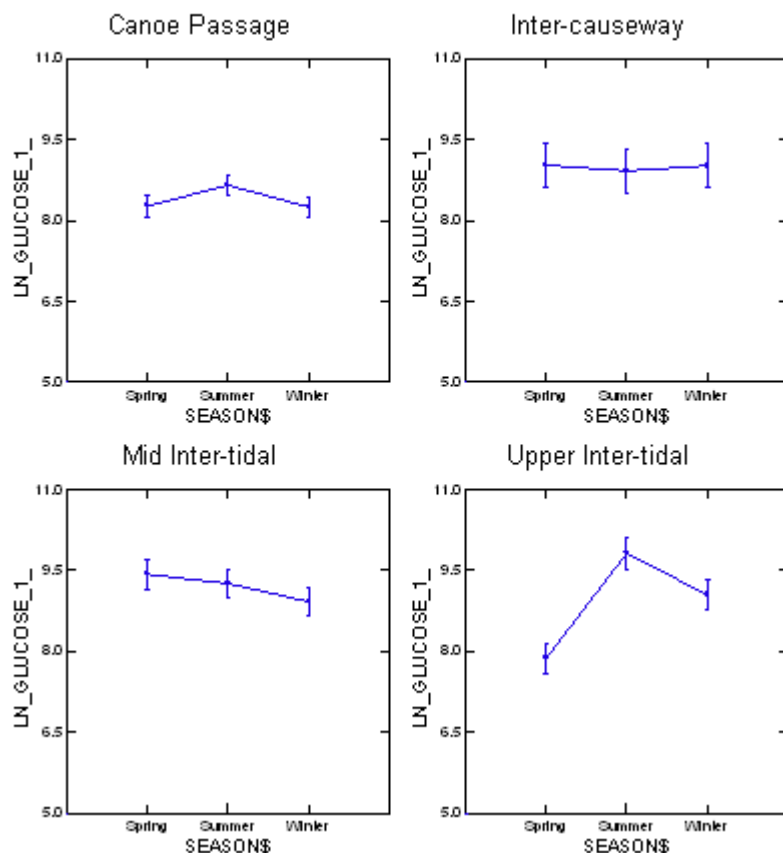 Canoe Passage
11.0
9.5
8.0
6.5
5.0
LN_GLUCOSE_1_
Spring Summer Winter
SEASON$
Inter-causeway
11.0
9.5
8.0
6.5
5.0
LN_GLUCOSE_1_
Spring Summer Winter
SEASON$
Mid Inter-tidal
11.0
9.5
8.0
6.5
5.0
LN_GLUCOSE_1_
Spring Summer Winter
SEASON$
Upper Inter-tidal
11.0
9.5
8.0
6.5
5.0
LN_GLUCOSE_1_
Spring Summer Winter
SEASON$